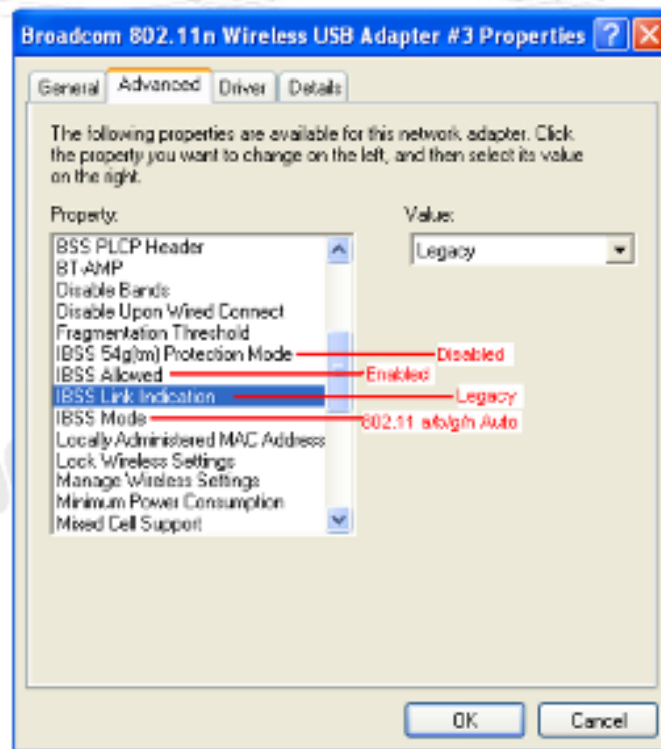 Broadcom 802.11n Wireless USB Adapter #3 Properties
General Advanced Driver Details
The following properties are available for this network adapter. Click
the property you want to change on the left, and then select its value
on the right.
Property: Value:
BSS PLCP Header Legacy
BT-AMP
Disable Bands
Disable Upon Wired Connect
Fragmentation Threshold
IBSS 54g(tm) Protection Mode Disabled
IBSS Allowed Enabled
IBSS Link Indication Legacy
IBSS Mode 802.11 a/b/g/n Auto
Locally Administered MAC Address
Lock Wireless Settings
Manage Wireless Settings
Minimum Power Consumption
Mixed Cell Support
OK Cancel